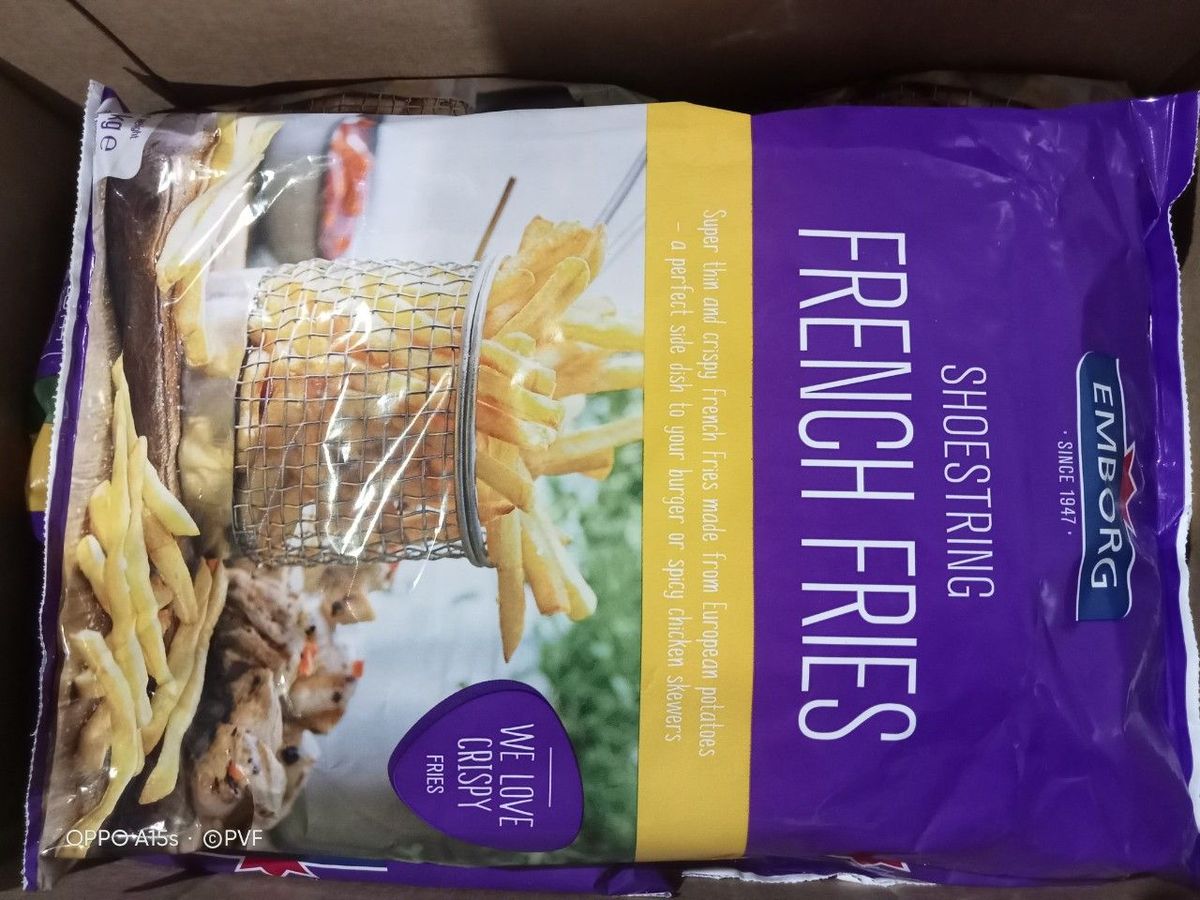 EMBORG
. SINCE 1947 .
SHOESTRING
FRENCH FRIES
Super thin and crispy French Fries made from European potatoes
- a perfect side dish to your burger or spicy chicken skewers
WE LOVE
CRISPY
FRIES
kg e
OPPO A15s · ©PVF